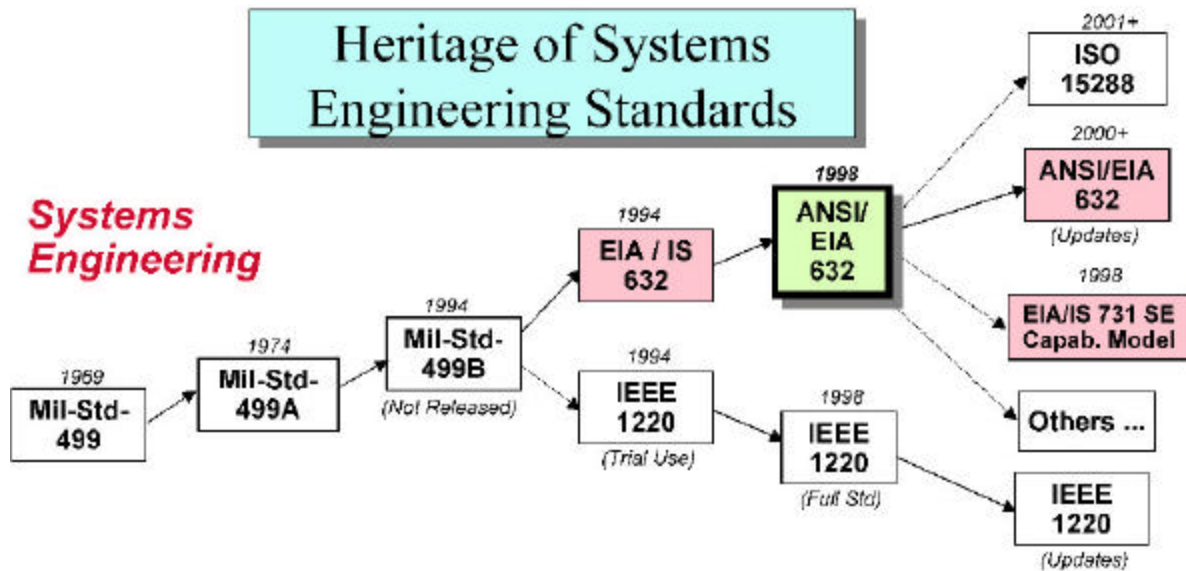 Heritage of Systems
Engineering Standards
Systems
Engineering
1969
Mil-Std-
499
1974
Mil-Std-
499A
1994
Mil-Std-
499B
(Not Released)
1994
EIA / IS
632
1994
IEEE
1220
(Trial Use)
1998
ANSI/
EIA
632
1998
IEEE
1220
(Full Std)
2001+
ISO
15288
2000+
ANSI/EIA
632
(Updates)
1998
EIA/IS 731 SE
Capab. Model
Others ...
IEEE
1220
(Updates)